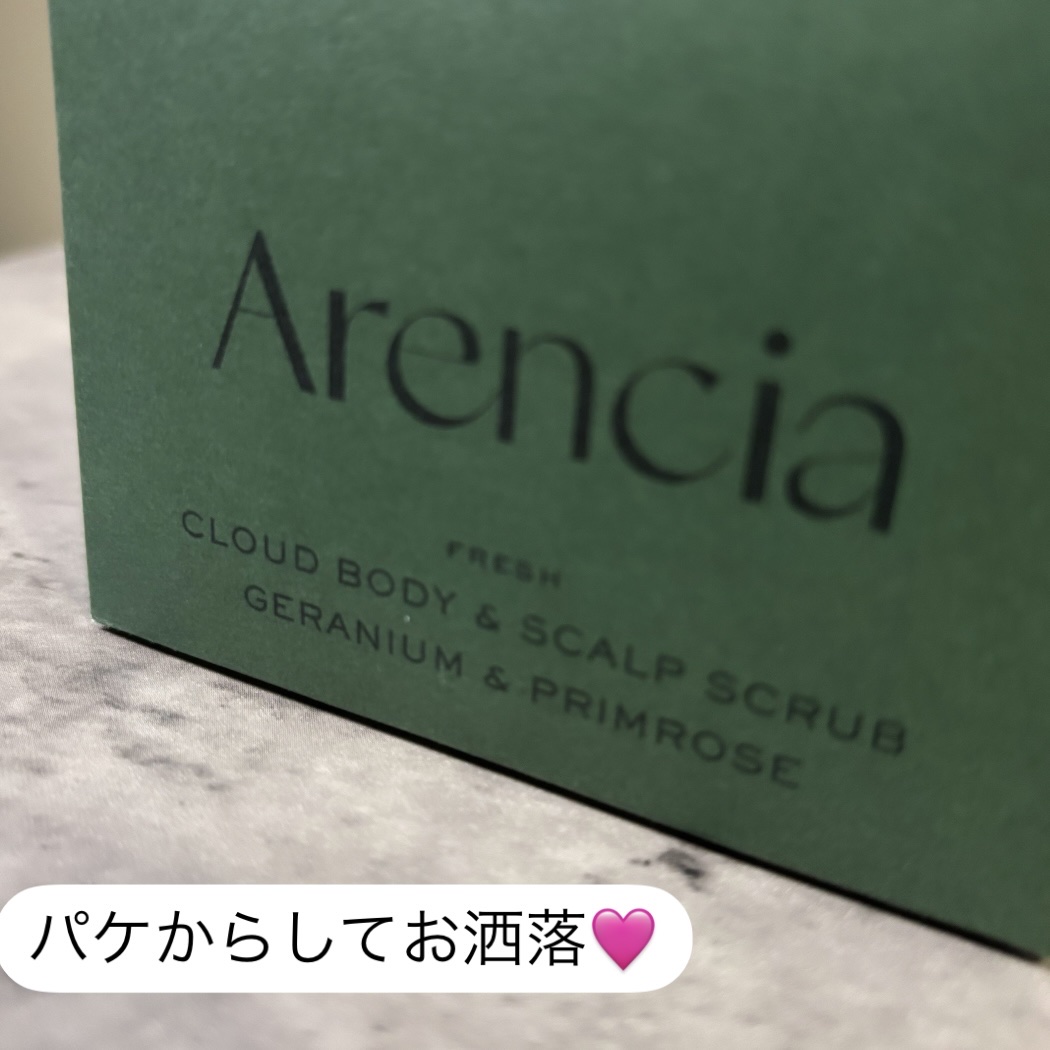 Arencia
FRESH
CLOUD BODY & SCALP SCRUB
GERANIUM & PRIMROSE
パケからしてお洒落🩷